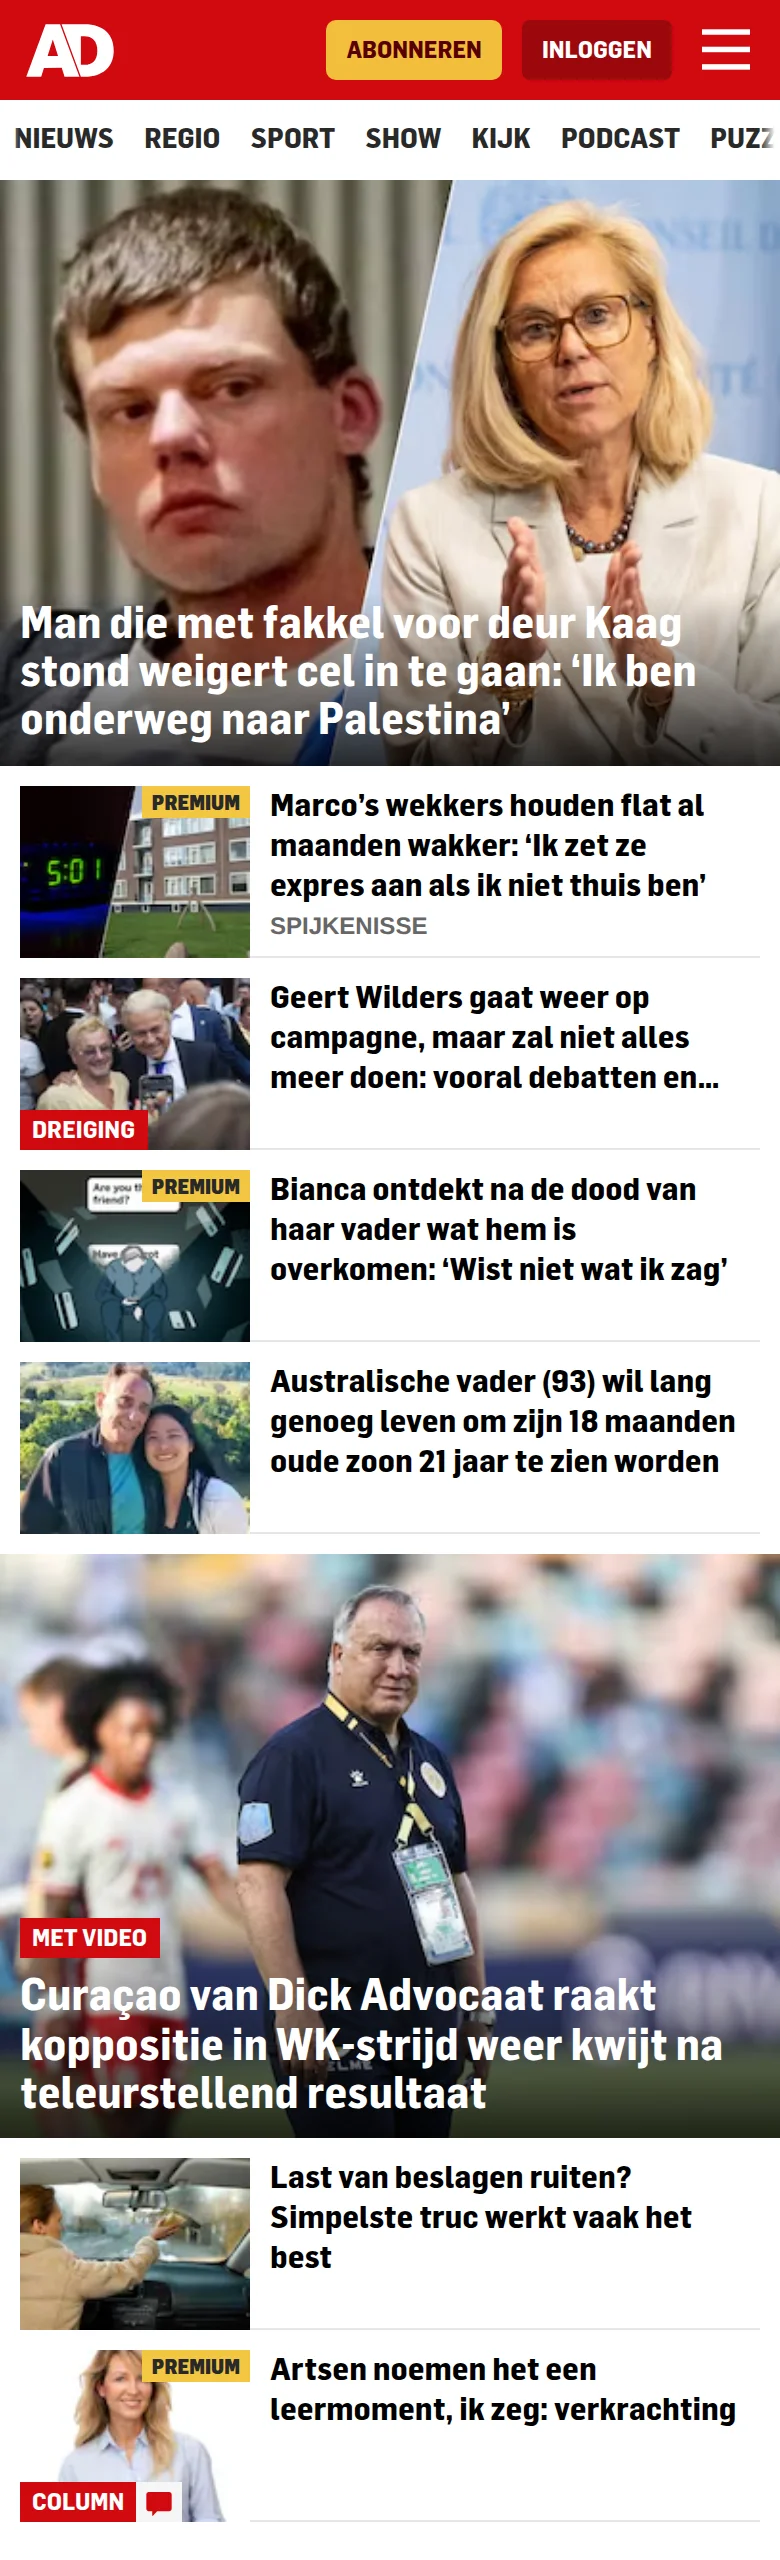 AD
ABONNEREN
INLOGGEN
NIEUWS REGIO SPORT SHOW KIJK PODCAST PUZZ
Man die met fakkel voor deur Kaag
stond weigert cel in te gaan: ‘Ik ben
onderweg naar Palestina’
5:01
PREMIUM
Marco’s wekkers houden flat al
maanden wakker: ‘Ik zet ze
expres aan als ik niet thuis ben’
SPIJKENISSE
DREIGING
Geert Wilders gaat weer op
campagne, maar zal niet alles
meer doen: vooral debatten en...
Are you th
friend?
Have
PREMIUM
Bianca ontdekt na de dood van
haar vader wat hem is
overkomen: ‘Wist niet wat ik zag’
Australische vader (93) wil lang
genoeg leven om zijn 18 maanden
oude zoon 21 jaar te zien worden
MET VIDEO
Curaçao van Dick Advocaat raakt
koppositie in WK-strijd weer kwijt na
teleurstellend resultaat
Last van beslagen ruiten?
Simpelste truc werkt vaak het
best
PREMIUM
COLUMN
Artsen noemen het een
leermoment, ik zeg: verkrachting